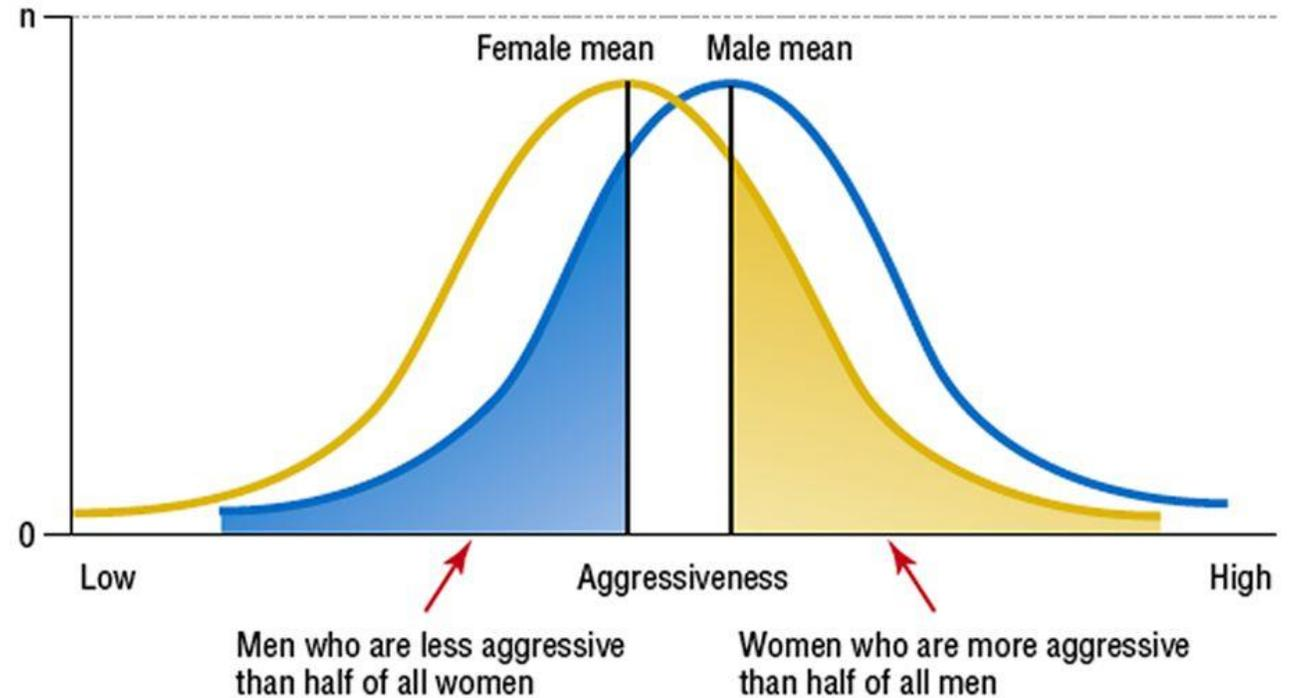 n
Female mean
Male mean
0
Low
Aggressiveness
High
Men who are less aggressive
than half of all women
Women who are more aggressive
than half of all men